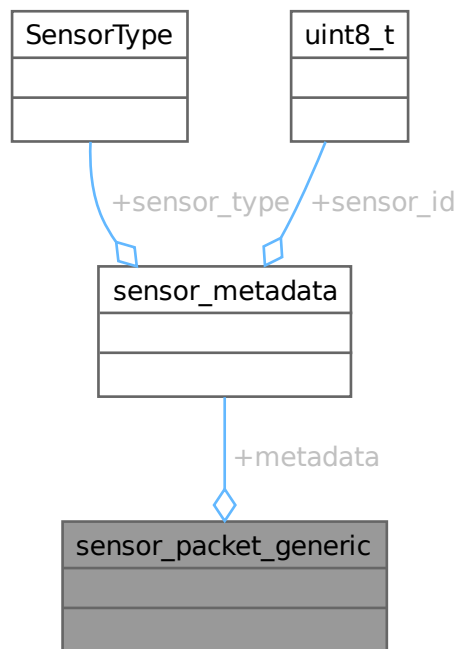 SensorType
uint8_t
+sensor_type
+sensor_id
sensor_metadata
+metadata
sensor_packet_generic